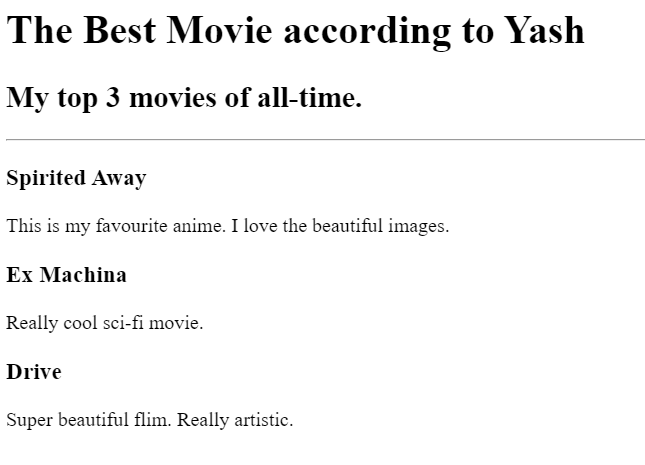 The Best Movie according to Yash
My top 3 movies of all-time.
Spirited Away
This is my favourite anime. I love the beautiful images.
Ex Machina
Really cool sci-fi movie.
Drive
Super beautiful flim. Really artistic.